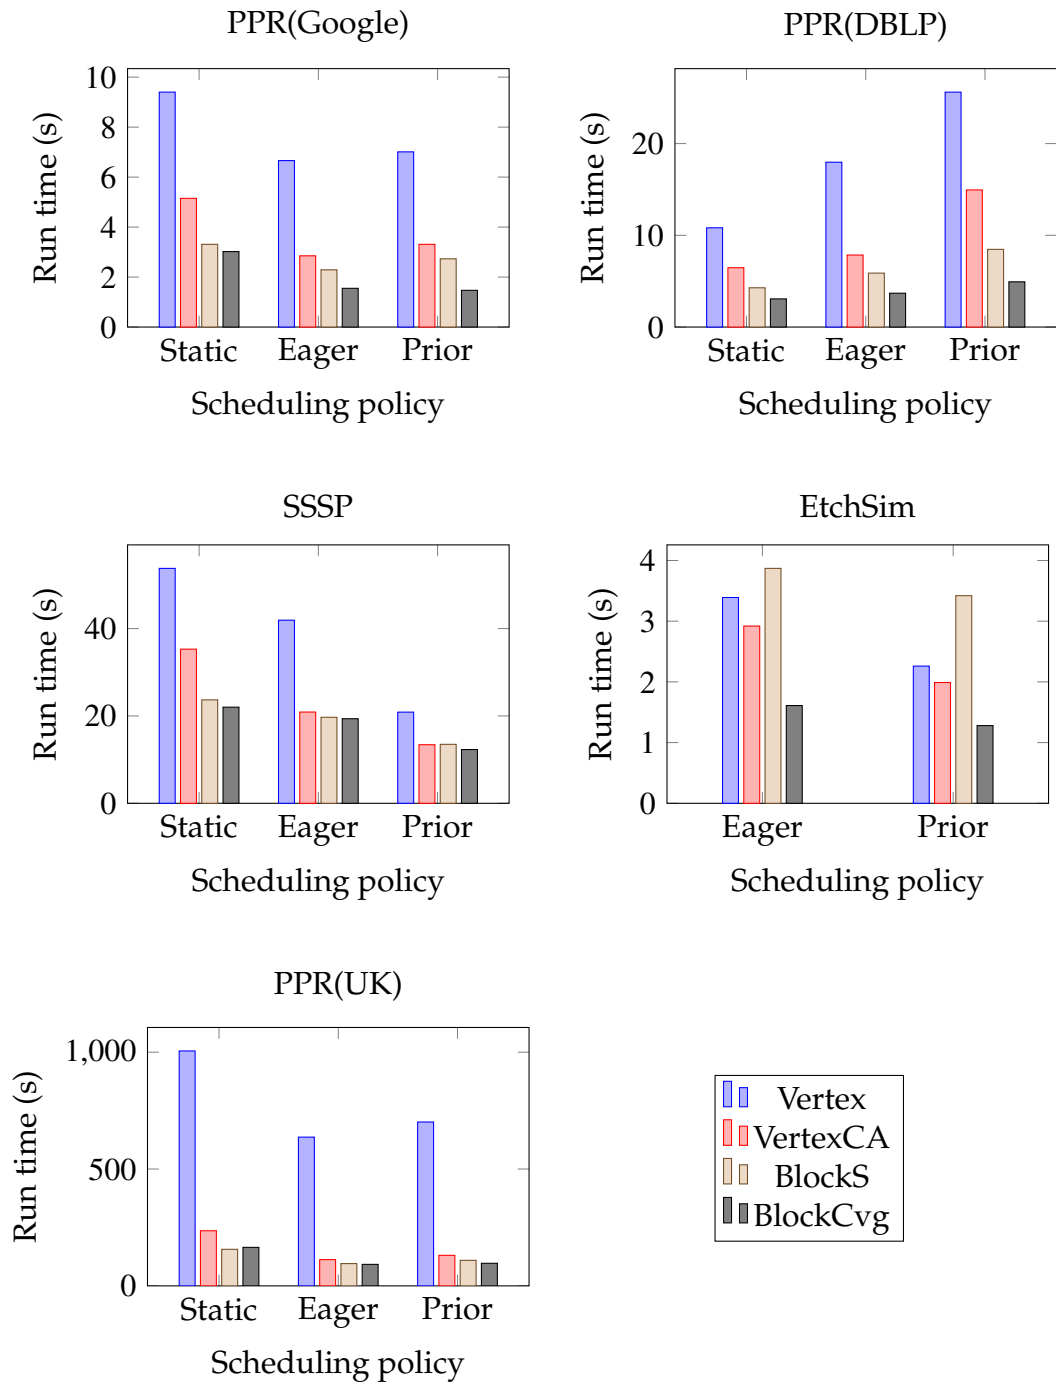 PPR(Google)
Run time (s)
10
8
6
4
2
0
Static Eager Prior
Scheduling policy
PPR(DBLP)
Run time (s)
20
10
0
Static Eager Prior
Scheduling policy
SSSP
Run time (s)
40
20
0
Static Eager Prior
Scheduling policy
EtchSim
Run time (s)
4
3
2
1
0
Eager Prior
Scheduling policy
PPR(UK)
Run time (s)
1,000
500
0
Static Eager Prior
Scheduling policy
Vertex
VertexCA
BlockS
BlockCvg